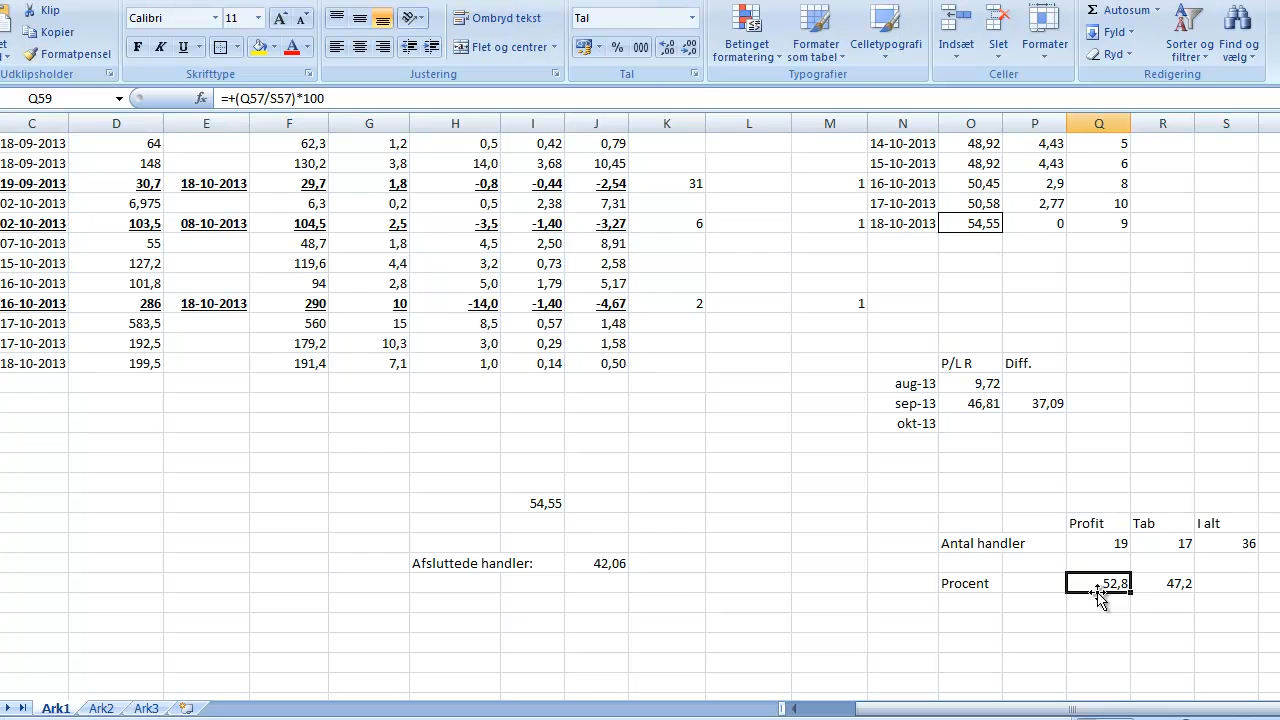 Klip
Kopier
Formatpensel
Udklipsholder
Calibri 11
F K U
Skrifttype
Ombryd tekst
Flet og centrer
Justering
Tal
% 000
Tal
Betinget formatering
Formater som tabel
Celletypografi
Typografier
Indsæt
Slet
Formater
Celler
Σ Autosum
Fyld
Ryd
Sorter og filtrer
Find og vælg
Redigering
Q59 fx =+(Q57/S57)*100
C D E F G H I J K L M N O P Q R S
18-09-2013 64 62,3 1,2 0,5 0,42 0,79 14-10-2013 48,92 4,43 5
18-09-2013 148 130,2 3,8 14,0 3,68 10,45 15-10-2013 48,92 4,43 6
19-09-2013 30,7 18-10-2013 29,7 1,8 -0,8 -0,44 -2,54 31 1 16-10-2013 50,45 2,9 8
02-10-2013 6,975 6,3 0,2 0,5 2,38 7,31 17-10-2013 50,58 2,77 10
02-10-2013 103,5 08-10-2013 104,5 2,5 -3,5 -1,40 -3,27 6 1 18-10-2013 54,55 0 9
07-10-2013 55 48,7 1,8 4,5 2,50 8,91
15-10-2013 127,2 119,6 4,4 3,2 0,73 2,58
16-10-2013 101,8 94 2,8 5,0 1,79 5,17
16-10-2013 286 18-10-2013 290 10 -14,0 -1,40 -4,67 2 1
17-10-2013 583,5 560 15 8,5 0,57 1,48
17-10-2013 192,5 179,2 10,3 3,0 0,29 1,58
18-10-2013 199,5 191,4 7,1 1,0 0,14 0,50 P/L R Diff.
aug-13 9,72
sep-13 46,81 37,09
okt-13
54,55
Profit Tab I alt
Antal handler 19 17 36
Afsluttede handler: 42,06
Procent 52,8 47,2
Ark1 Ark2 Ark3